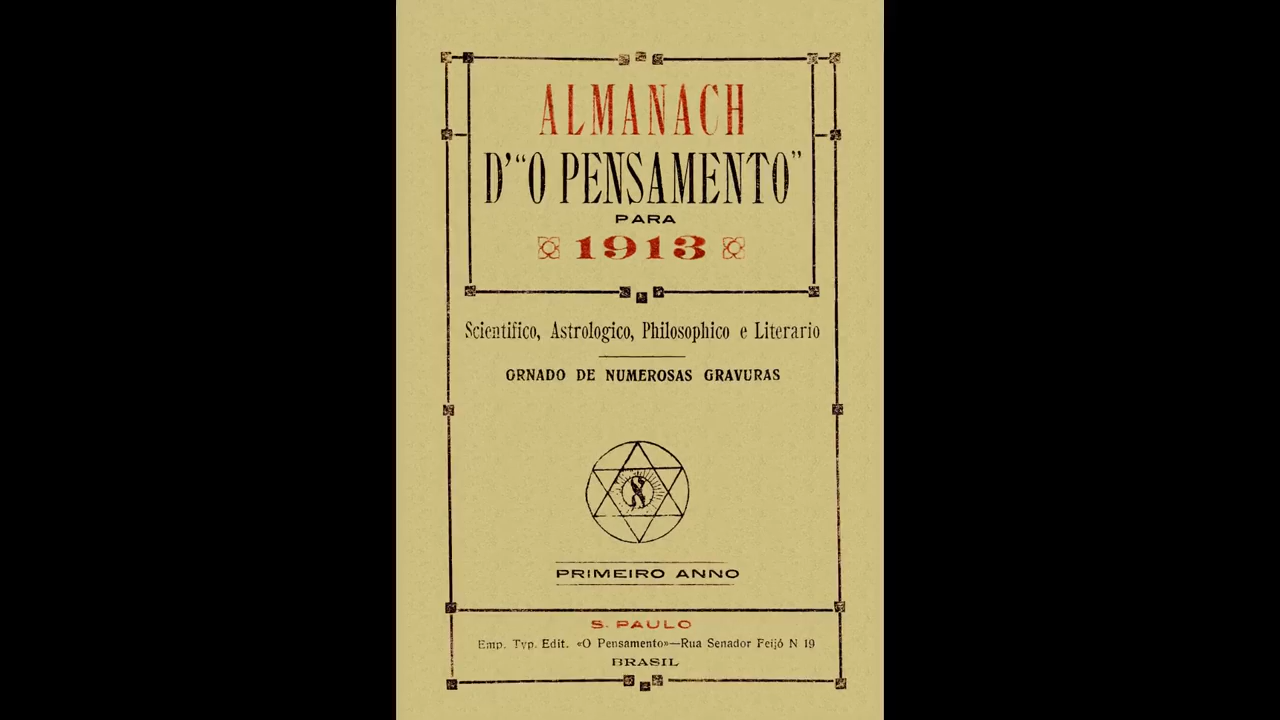 ALMANACH
D'“O PENSAMENTO”
PARA
1913
Scientifico, Astrologico, Philosophico e Literario
GRNADO DE NUMEROSAS GRAVURAS
PRIMEIRO ANNO
S. PAULO
Emp. Typ. Edit. «O Pensamento»—Rua Senador Feijó N 19
BRASIL